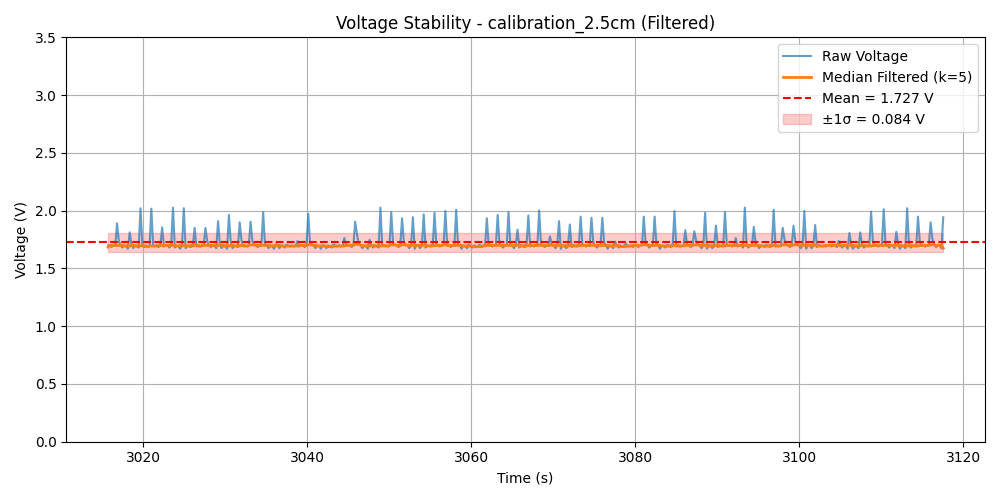 Voltage Stability - calibration_2.5cm (Filtered)
Voltage (V)
3.5
3.0
2.5
2.0
1.5
1.0
0.5
0.0
Raw Voltage
Median Filtered (k=5)
Mean = 1.727 V
±1σ = 0.084 V
3020 3040 3060 3080 3100 3120
Time (s)